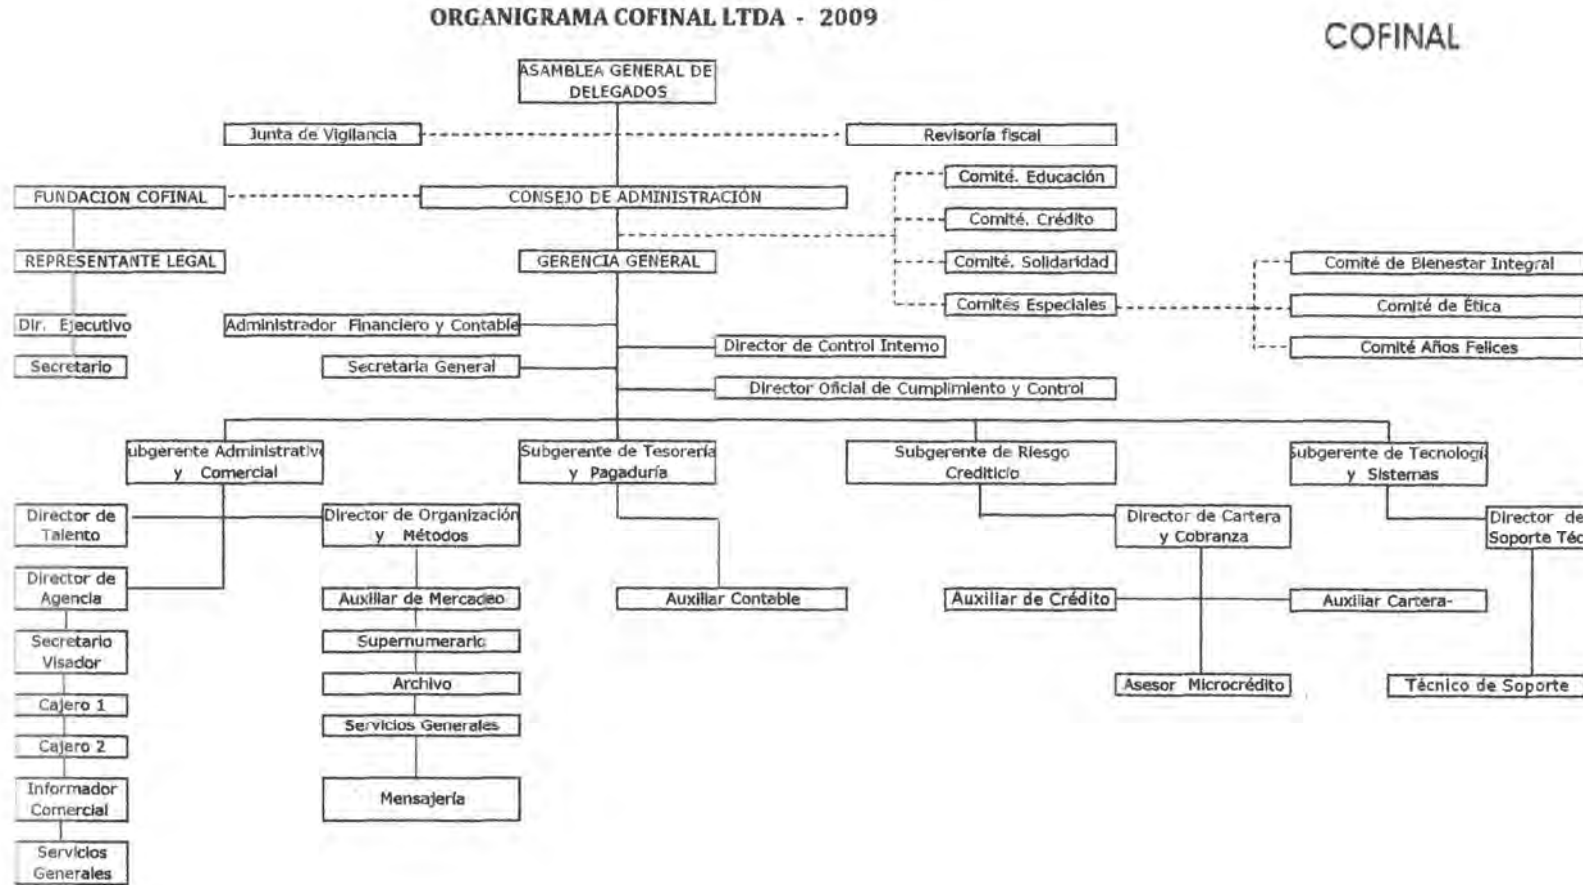 ORGANIGRAMA COFINAL LTDA - 2009
COFINAL
ASAMBLEA GENERAL DE
DELEGADOS
Junta de Vigilancia
Revisoría fiscal
Comité. Educación
FUNDACION COFINAL
CONSEJO DE ADMINISTRACIÓN
Comité. Crédito
REPRESENTANTE LEGAL
GERENCIA GENERAL
Comité. Solidaridad
Comité de Bienestar Integral
Comités Especiales
Comité de Ética
Dir. Ejecutivo
Administrador Financiero y Contable
Director de Control Interno
Comité Años Felices
Secretario
Secretaria General
Director Oficial de Cumplimiento y Control
ubgerente Administrativo
y Comercial
Subgerente de Tesorería
y Pagaduría
Subgerente de Riesgo
Crediticio
Subgerente de Tecnologí
y Sistemas
Director de
Talento
Director de Organización
y Métodos
Director de Cartera
y Cobranza
Director de
Soporte Téc
Director de
Agencia
Auxiliar de Mercadeo
Auxiliar Contable
Auxiliar de Crédito
Auxiliar Cartera-
Secretario
Visador
Supernumerario
Archivo
Asesor Microcrédito
Técnico de Soporte
Cajero 1
Servicios Generales
Cajero 2
Informador
Comercial
Mensajería
Servicios
Generales